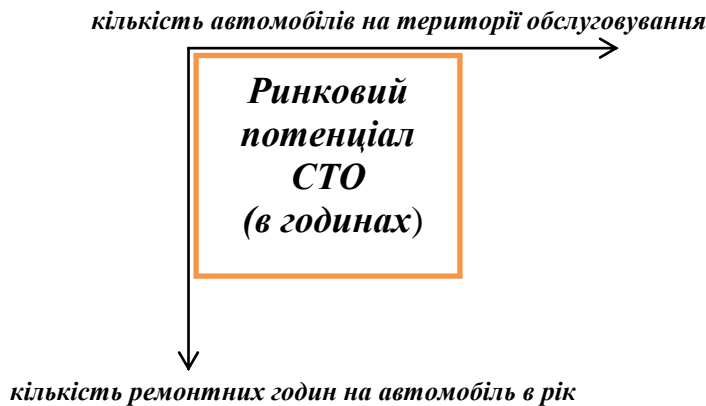 кількість автомобілів на території обслуговування
Ринковий
потенціал
СТО
(в годинах)
кількість ремонтних годин на автомобіль в рік